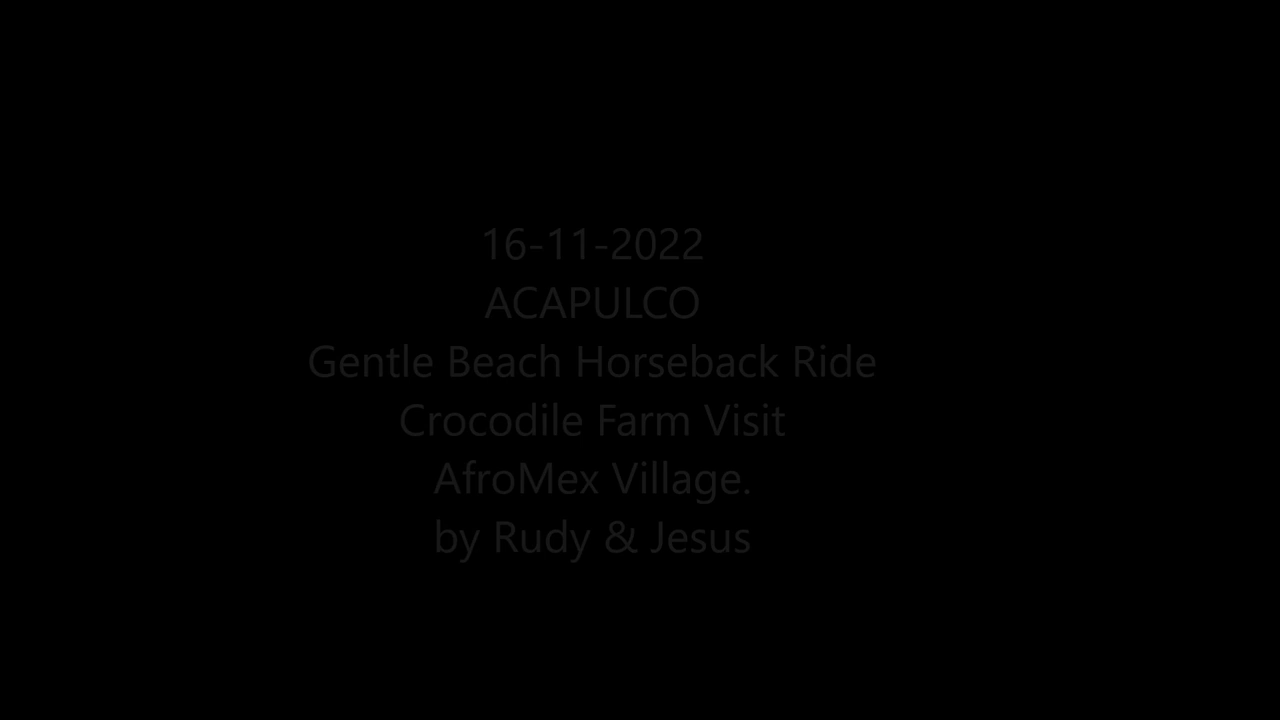 16-11-2022
ACAPULCO
Gentle Beach Horseback Ride
Crocodile Farm Visit
AfroMex Village.
by Rudy & Jesus